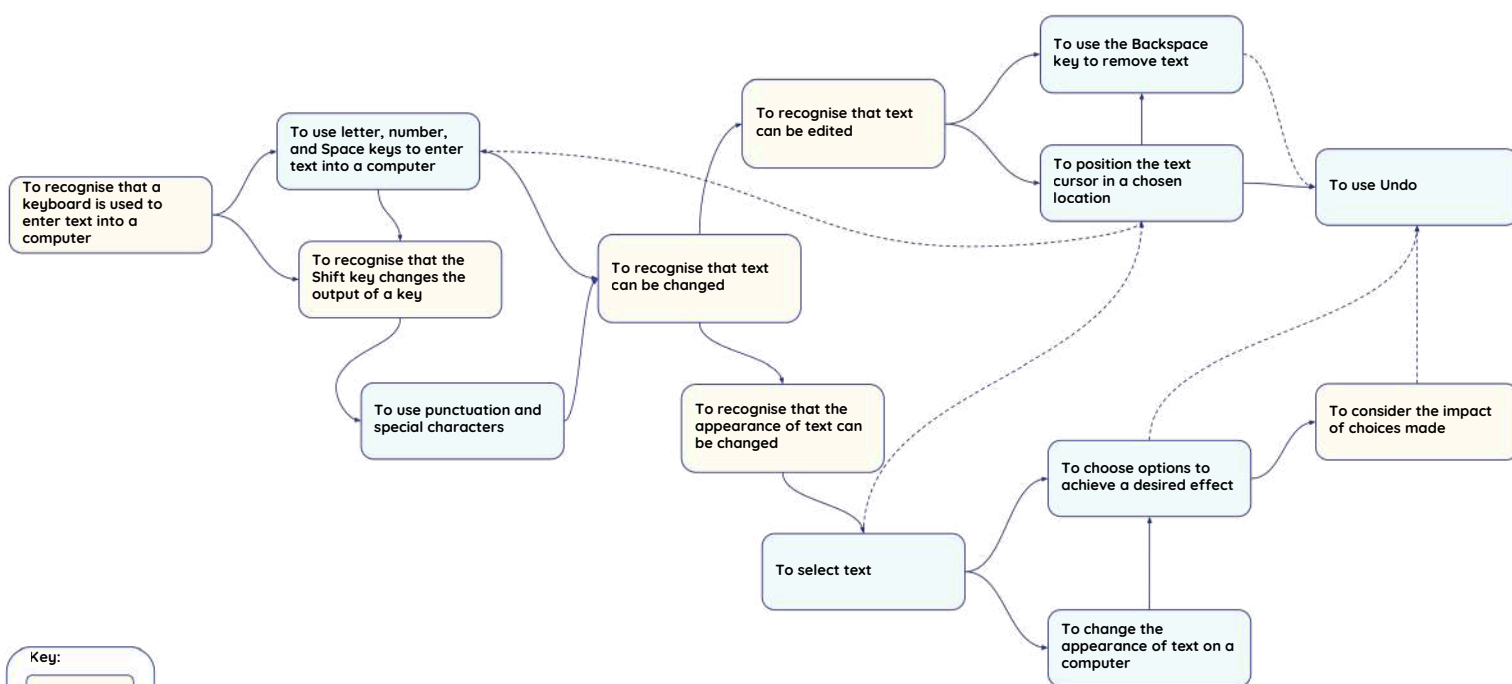 To recognise that a
keyboard is used to
enter text into a
computer
To use letter, number,
and Space keys to enter
text into a computer
To recognise that the
Shift key changes the
output of a key
To use punctuation and
special characters
To recognise that text
can be changed
To recognise that text
can be edited
To recognise that the
appearance of text can
be changed
To use the Backspace
key to remove text
To position the text
cursor in a chosen
location
To use Undo
To select text
To choose options to
achieve a desired effect
To change the
appearance of text on a
computer
To consider the impact
of choices made
Key: